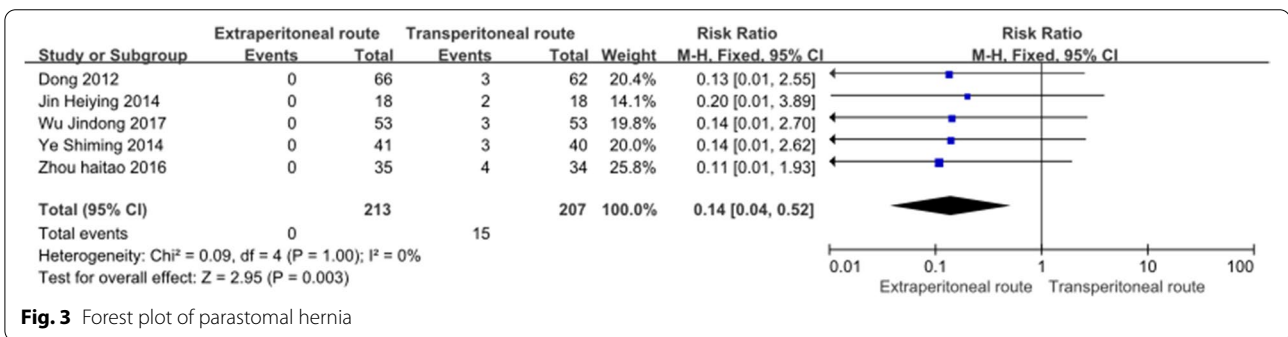 Extraperitoneal route Transperitoneal route Risk Ratio Risk Ratio
Study or Subgroup Events Total Events Total Weight M-H, Fixed, 95% CI M-H, Fixed, 95% CI
Dong 2012 0 66 3 62 20.4% 0.13 [0.01, 2.55]
Jin Heiying 2014 0 18 2 18 14.1% 0.20 [0.01, 3.89]
Wu Jindong 2017 0 53 3 53 19.8% 0.14 [0.01, 2.70]
Ye Shiming 2014 0 41 3 40 20.0% 0.14 [0.01, 2.62]
Zhou haitao 2016 0 35 4 34 25.8% 0.11 [0.01, 1.93]
Total (95% CI) 213 207 100.0% 0.14 [0.04, 0.52]
Total events 0 15
Heterogeneity: Chi² = 0.09, df = 4 (P = 1.00); I² = 0%
Test for overall effect: Z = 2.95 (P = 0.003)
0.01 0.1 1 10 100
Extraperitoneal route Transperitoneal route
Fig. 3 Forest plot of parastomal hernia